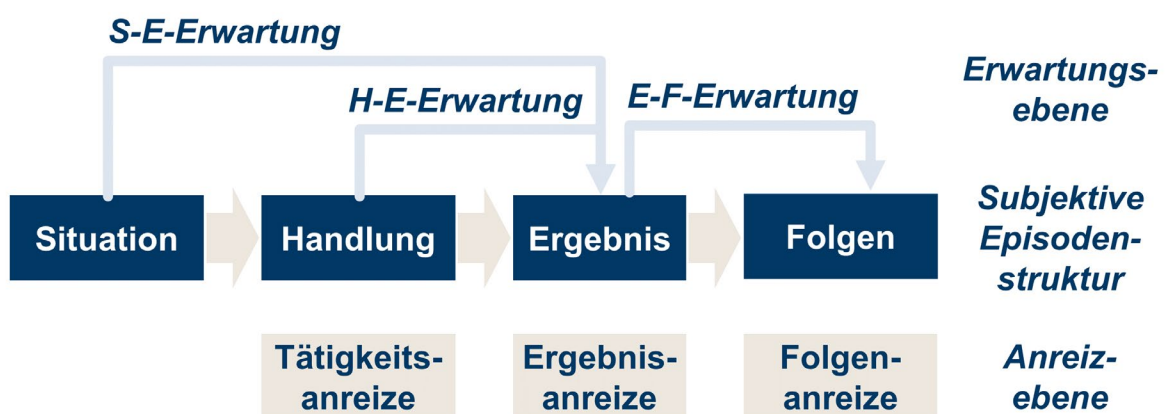 S-E-Erwartung
H-E-Erwartung
E-F-Erwartung
Erwartungs-
ebene
Situation
Handlung
Ergebnis
Folgen
Subjektive
Episoden-
struktur
Tätigkeits-
anreize
Ergebnis-
anreize
Folgen-
anreize
Anreiz-
ebene